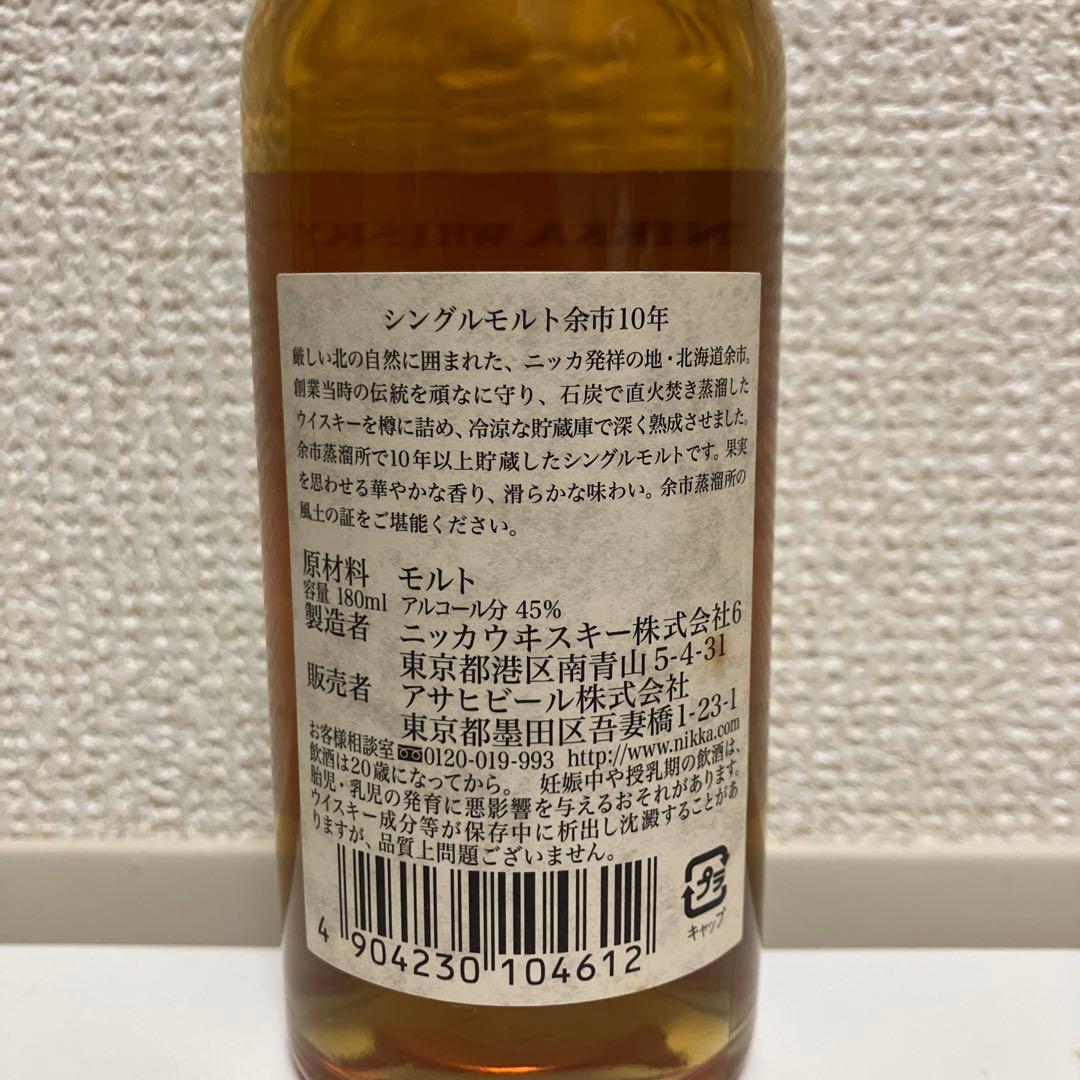 NIKKA WHISKY
シングルモルト余市10年
厳しい北の自然に囲まれた、ニッカ発祥の地・北海道余市。
創業当時の伝統を頑なに守り、石炭で直火焚き蒸溜した
ウイスキーを樽に詰め、冷涼な貯蔵庫で深く熟成させました。
余市蒸溜所で10年以上貯蔵したシングルモルトです。果実
を思わせる華やかな香り、滑らかな味わい。余市蒸溜所の
風土の証をご堪能ください。
原材料 モルト
容量 180ml アルコール分 45%
製造者 ニッカウヰスキー株式会社6
東京都港区南青山5-4-31
販売者 アサヒビール株式会社
東京都墨田区吾妻橋1-23-1
お客様相談室 0120-019-993 http://www.nikka.com
飲酒は20歳になってから。 妊娠中や授乳期の飲酒は、
胎児・乳児の発育に悪影響を与えるおそれがあります。
ウイスキー成分等が保存中に析出し沈澱することがあ
りますが、品質上問題ございません。
プラ
キャップ
4 904230 104612